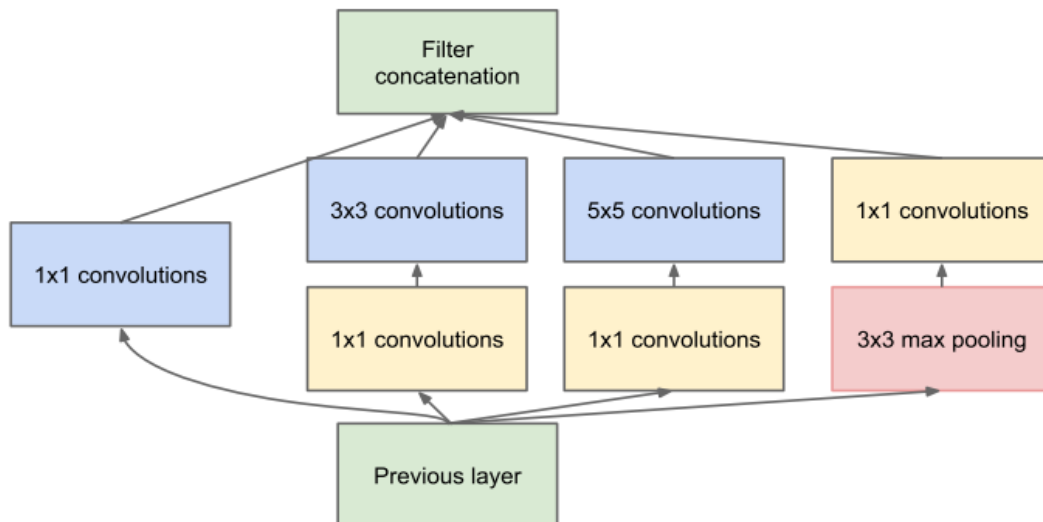 Filter
concatenation
3x3 convolutions
5x5 convolutions
1x1 convolutions
1x1 convolutions
1x1 convolutions
1x1 convolutions
3x3 max pooling
Previous layer